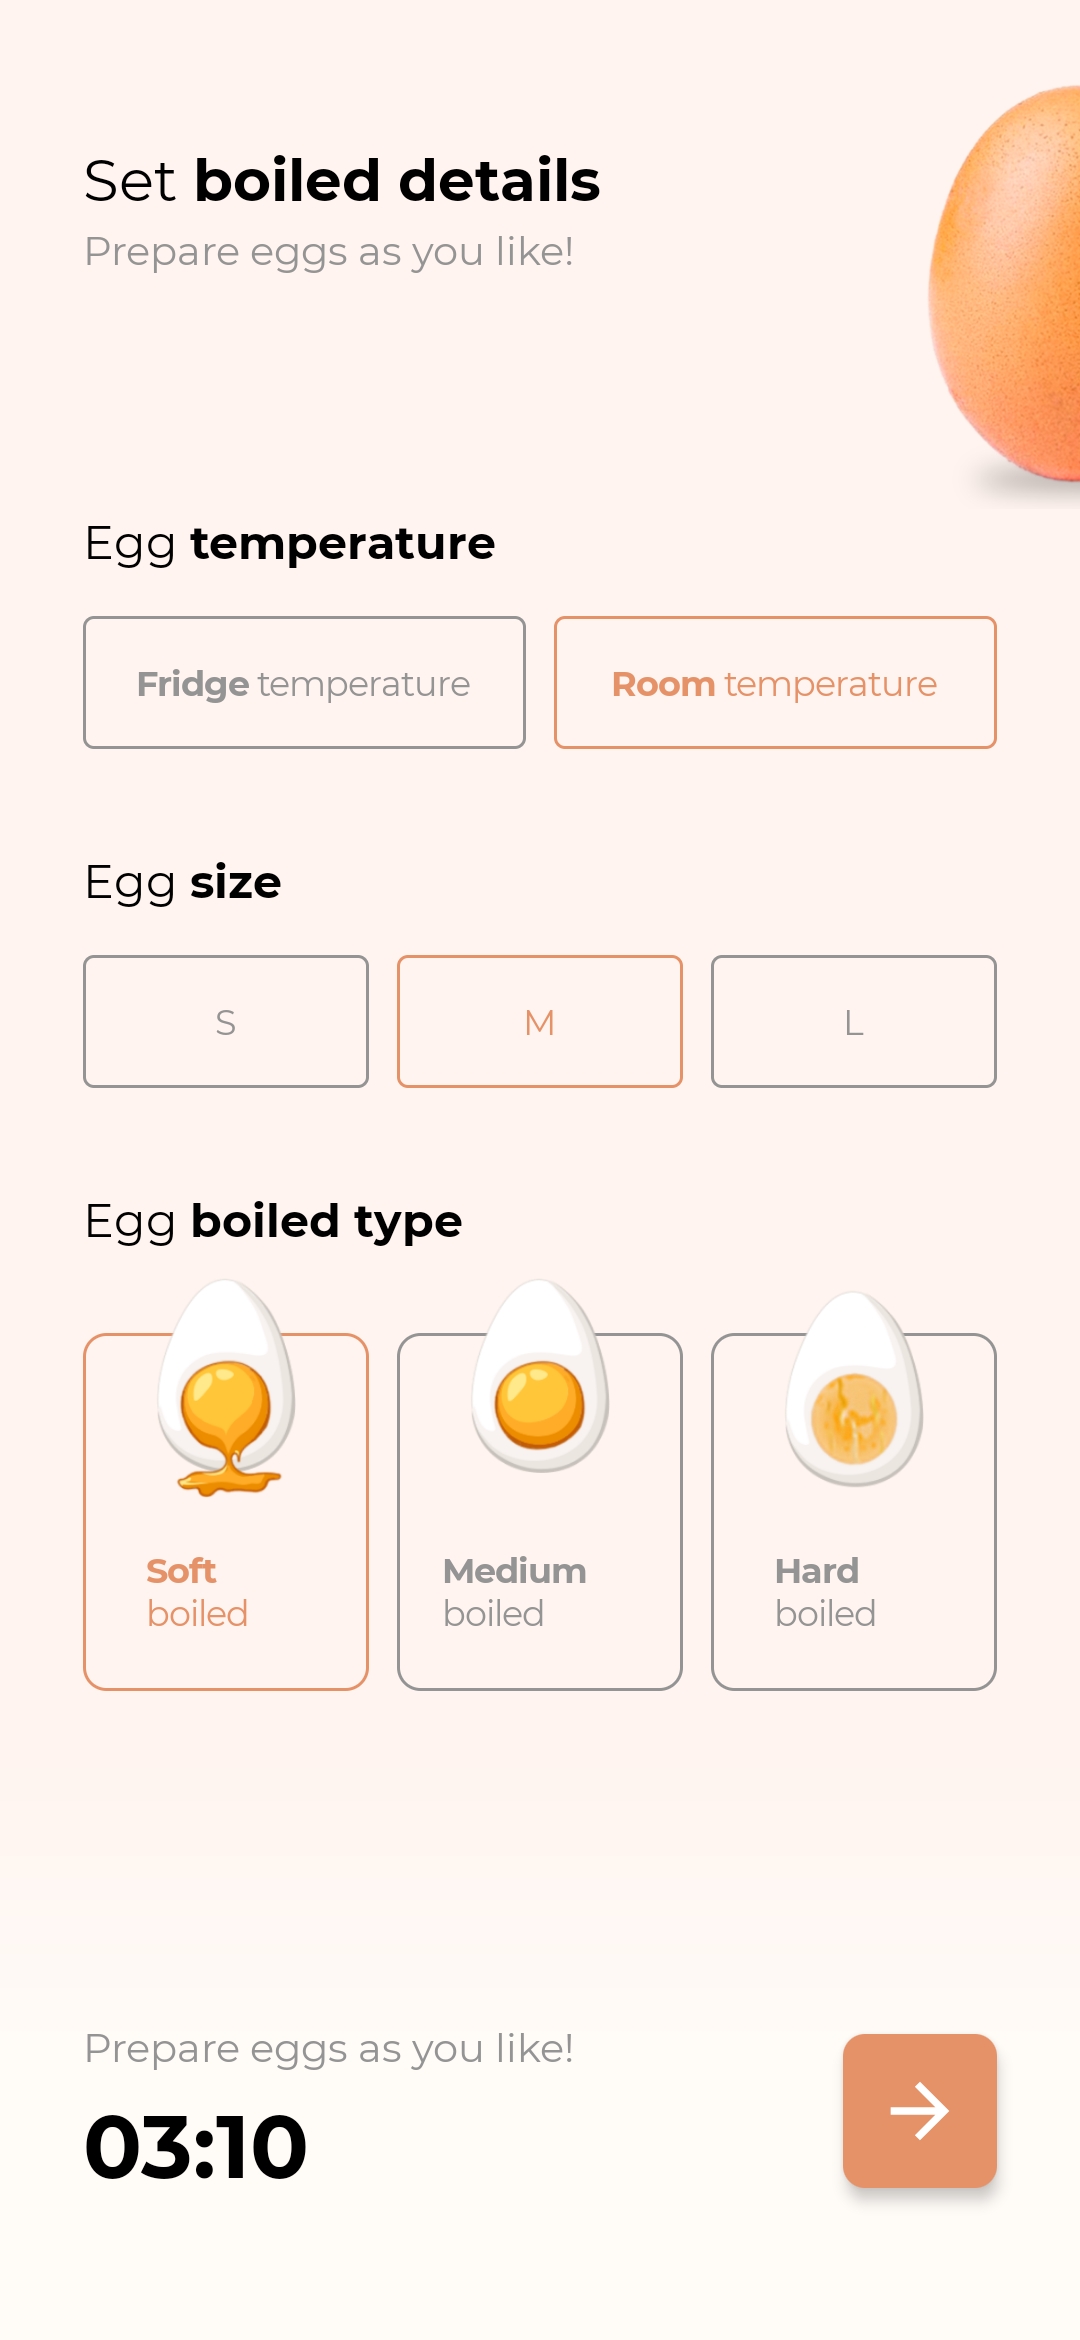 Set boiled details
Prepare eggs as you like!
Egg temperature
Fridge temperature
Room temperature
Egg size
S
M
L
Egg boiled type
Soft
boiled
Medium
boiled
Hard
boiled
Prepare eggs as you like!
03:10